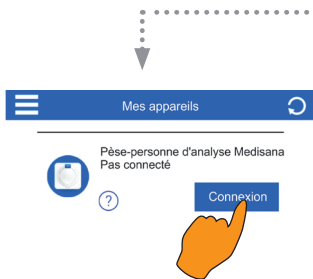 Mes appareils
Pèse-personne d'analyse Medisana
Pas connecté
?
Connexion